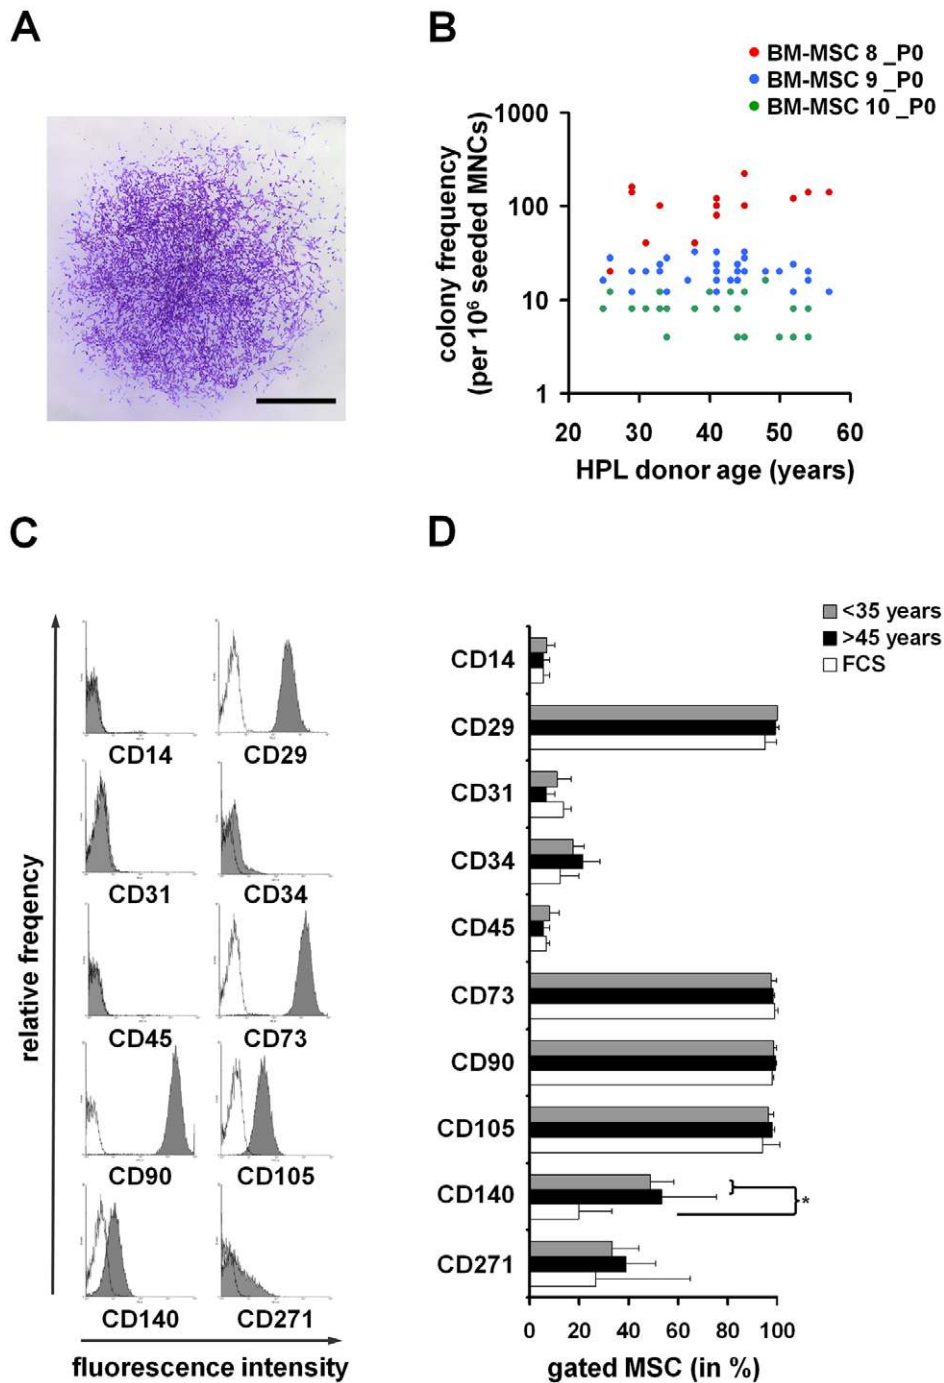 A
B
BM-MSC 8 _P0
BM-MSC 9 _P0
BM-MSC 10 _P0
colony frequency
(per 10⁶ seeded MNCs)
1000
100
10
1
20 30 40 50 60
HPL donor age (years)
C
relative freqency
CD14 CD29
CD31 CD34
CD45 CD73
CD90 CD105
CD140 CD271
fluorescence intensity
D
<35 years
>45 years
FCS
CD14
CD29
CD31
CD34
CD45
CD73
CD90
CD105
CD140
*
CD271
0 20 40 60 80 100
gated MSC (in %)